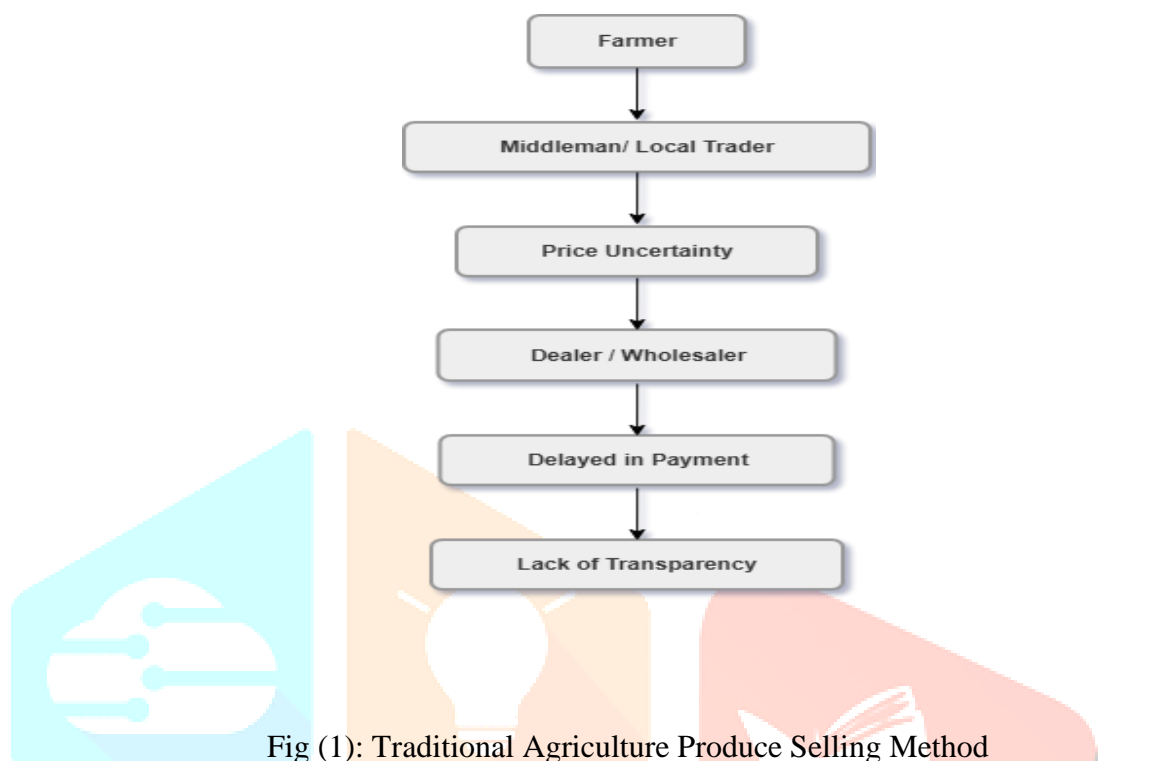 Farmer
Middleman/ Local Trader
Price Uncertainty
Dealer / Wholesaler
Delayed in Payment
Lack of Transparency
Fig (1): Traditional Agriculture Produce Selling Method